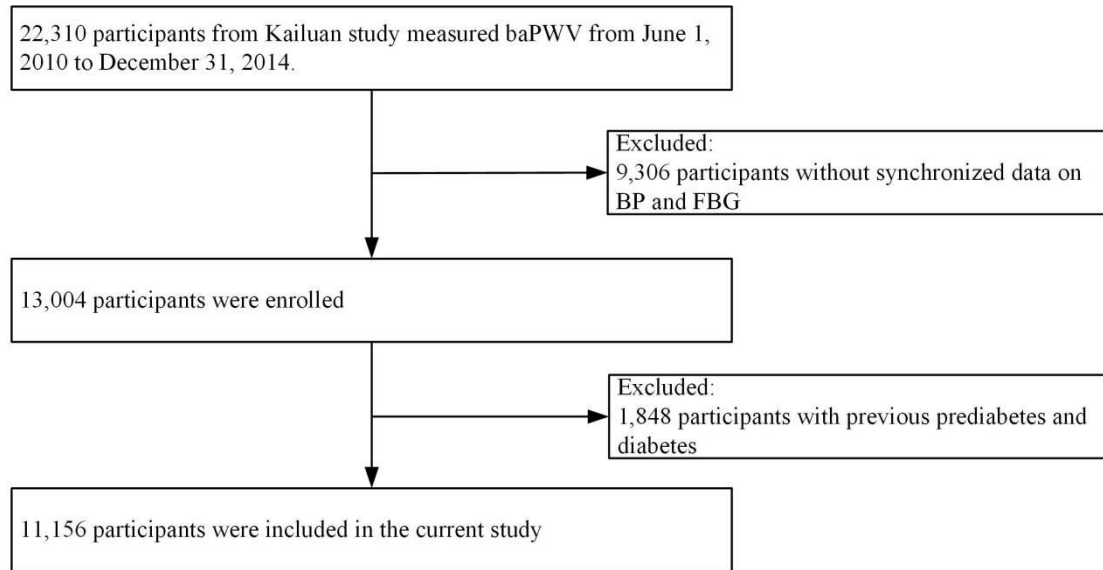 22,310 participants from Kailuan study measured baPWV from June 1,
2010 to December 31, 2014.
Excluded:
9,306 participants without synchronized data on
BP and FBG
13,004 participants were enrolled
Excluded:
1,848 participants with previous prediabetes and
diabetes
11,156 participants were included in the current study